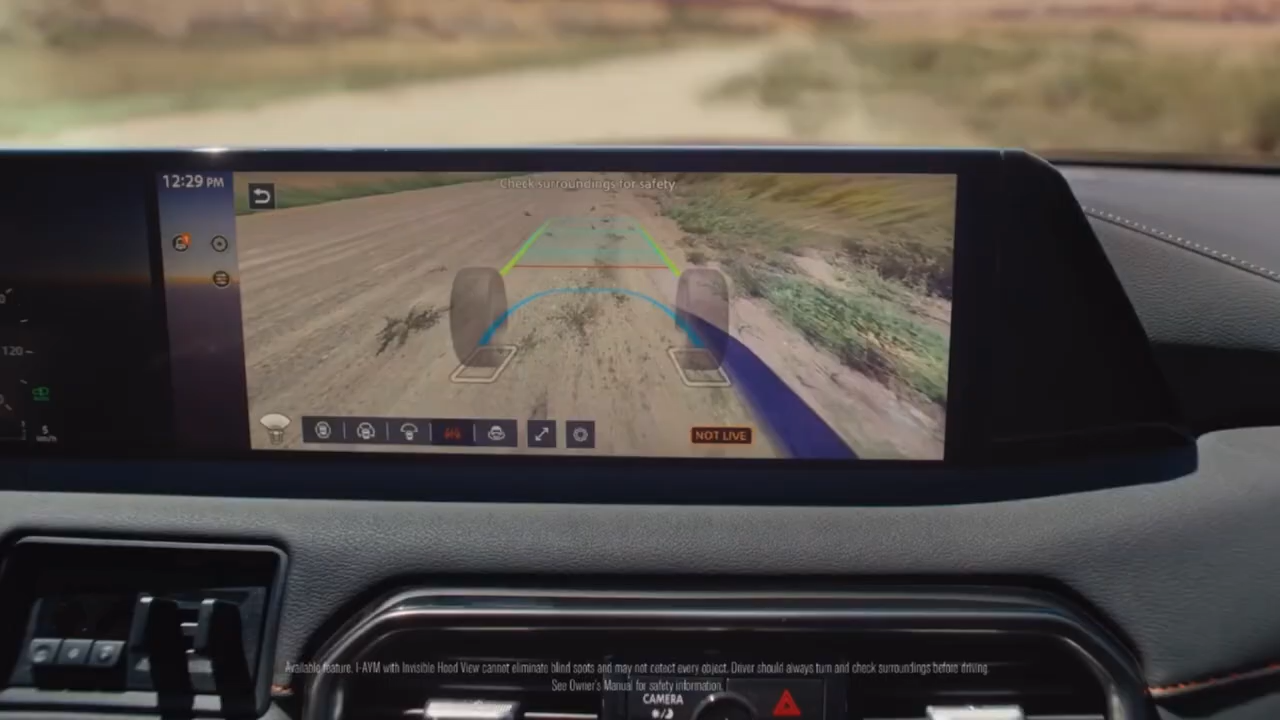 12:29 PM
Check surroundings for safety
120
5
km/h
NOT LIVE
Available feature. I-AVM with Invisible Hood View cannot eliminate blind spots and may not detect every object. Driver should always turn and check surroundings before driving.
See Owner's Manual for safety information.
CAMERA